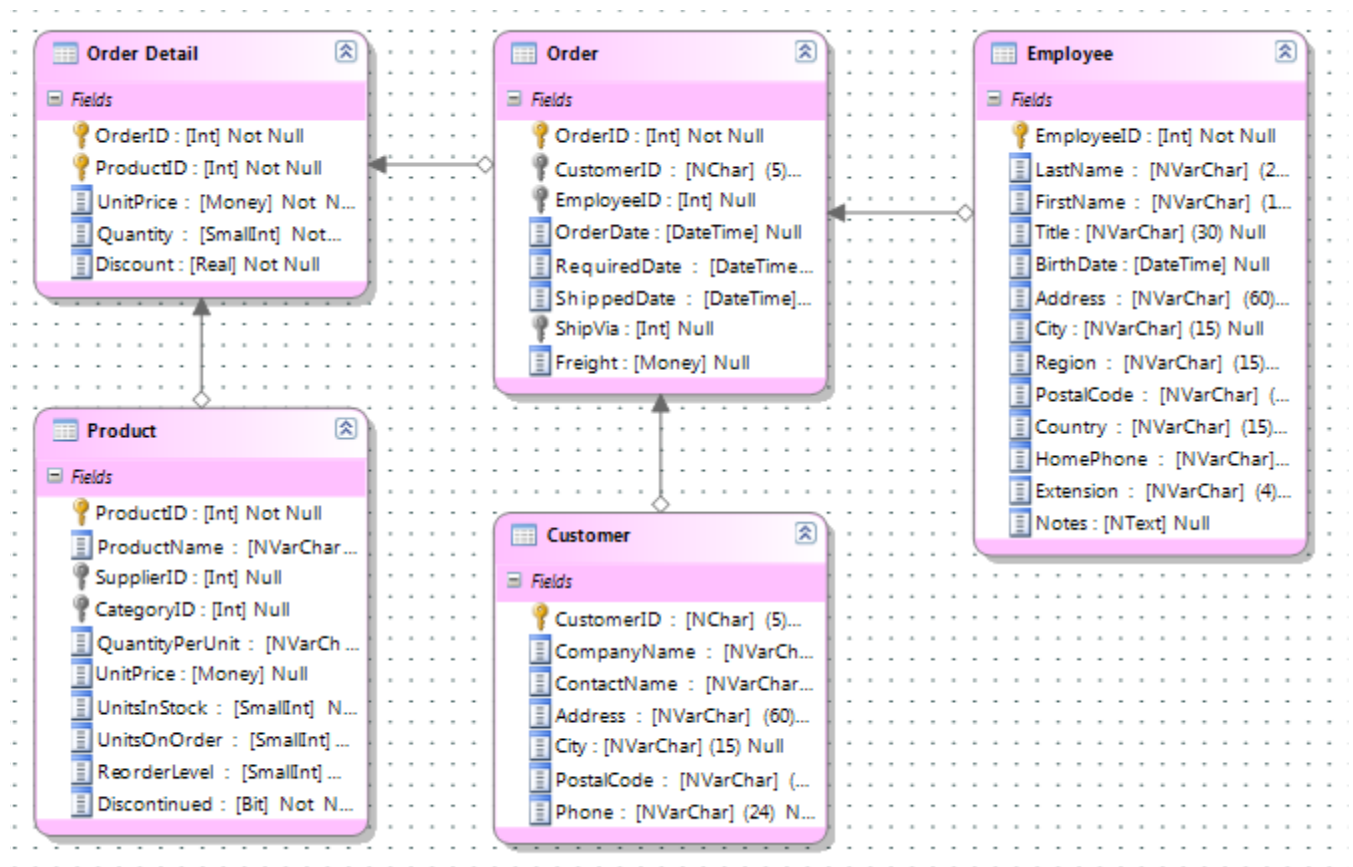 Order Detail
Fields
OrderID : [Int] Not Null
ProductID : [Int] Not Null
UnitPrice : [Money] Not N...
Quantity : [SmallInt] Not...
Discount : [Real] Not Null
Order
Fields
OrderID : [Int] Not Null
CustomerID : [NChar] (5)...
EmployeeID : [Int] Null
OrderDate : [DateTime] Null
RequiredDate : [DateTime...
ShippedDate : [DateTime]...
ShipVia : [Int] Null
Freight : [Money] Null
Employee
Fields
EmployeeID : [Int] Not Null
LastName : [NVarChar] (2...
FirstName : [NVarChar] (1...
Title : [NVarChar] (30) Null
BirthDate : [DateTime] Null
Address : [NVarChar] (60)...
City : [NVarChar] (15) Null
Region : [NVarChar] (15)...
PostalCode : [NVarChar] (...
Country : [NVarChar] (15)...
HomePhone : [NVarChar]...
Extension : [NVarChar] (4)...
Notes : [NText] Null
Product
Fields
ProductID : [Int] Not Null
ProductName : [NVarChar...
SupplierID : [Int] Null
CategoryID : [Int] Null
QuantityPerUnit : [NVarCh ...
UnitPrice : [Money] Null
UnitsInStock : [SmallInt] N...
UnitsOnOrder : [SmallInt] ...
ReorderLevel : [SmallInt] ...
Discontinued : [Bit] Not N...
Customer
Fields
CustomerID : [NChar] (5)...
CompanyName : [NVarCh...
ContactName : [NVarChar...
Address : [NVarChar] (60)...
City : [NVarChar] (15) Null
PostalCode : [NVarChar] (...
Phone : [NVarChar] (24) N...